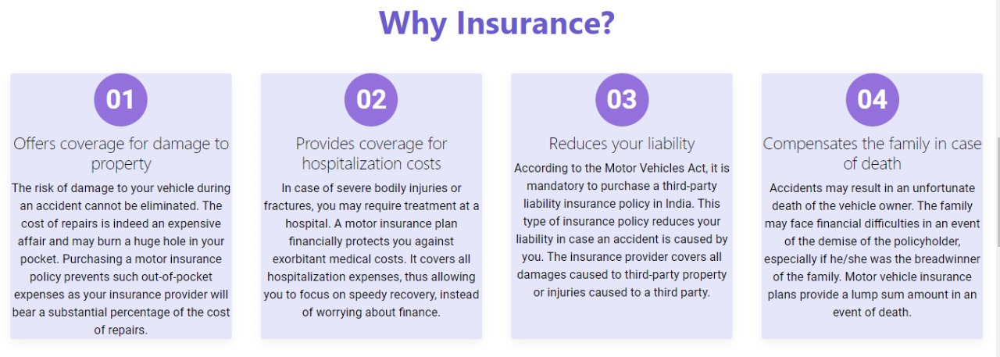 Why Insurance?
01
Offers coverage for damage to
property
The risk of damage to your vehicle during
an accident cannot be eliminated. The
cost of repairs is indeed an expensive
affair and may burn a huge hole in your
pocket. Purchasing a motor insurance
policy prevents such out-of-pocket
expenses as your insurance provider will
bear a substantial percentage of the cost
of repairs.
02
Provides coverage for
hospitalization costs
In case of severe bodily injuries or
fractures, you may require treatment at a
hospital. A motor insurance plan
financially protects you against
exorbitant medical costs. It covers all
hospitalization expenses, thus allowing
you to focus on speedy recovery, instead
of worrying about finance.
03
Reduces your liability
According to the Motor Vehicles Act, it is
mandatory to purchase a third-party
liability insurance policy in India. This
type of insurance policy reduces your
liability in case an accident is caused by
you. The insurance provider covers all
damages caused to third-party property
or injuries caused to a third party.
04
Compensates the family in case
of death
Accidents may result in an unfortunate
death of the vehicle owner. The family
may face financial difficulties in an event
of the demise of the policyholder,
especially if he/she was the breadwinner
of the family. Motor vehicle insurance
plans provide a lump sum amount in an
event of death.